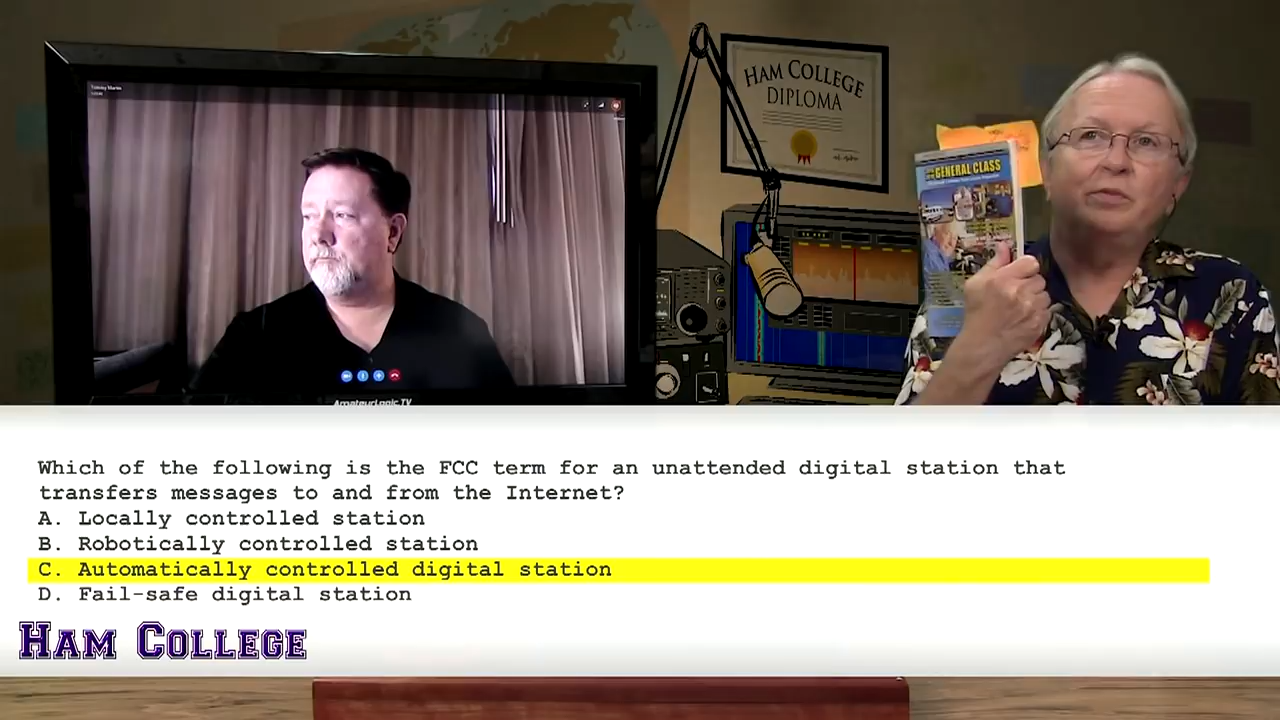 HAM COLLEGE
DIPLOMA
GENERAL CLASS
AmateurLogic.TV
Which of the following is the FCC term for an unattended digital station that
transfers messages to and from the Internet?
A. Locally controlled station
B. Robotically controlled station
C. Automatically controlled digital station
D. Fail-safe digital station
HAM COLLEGE